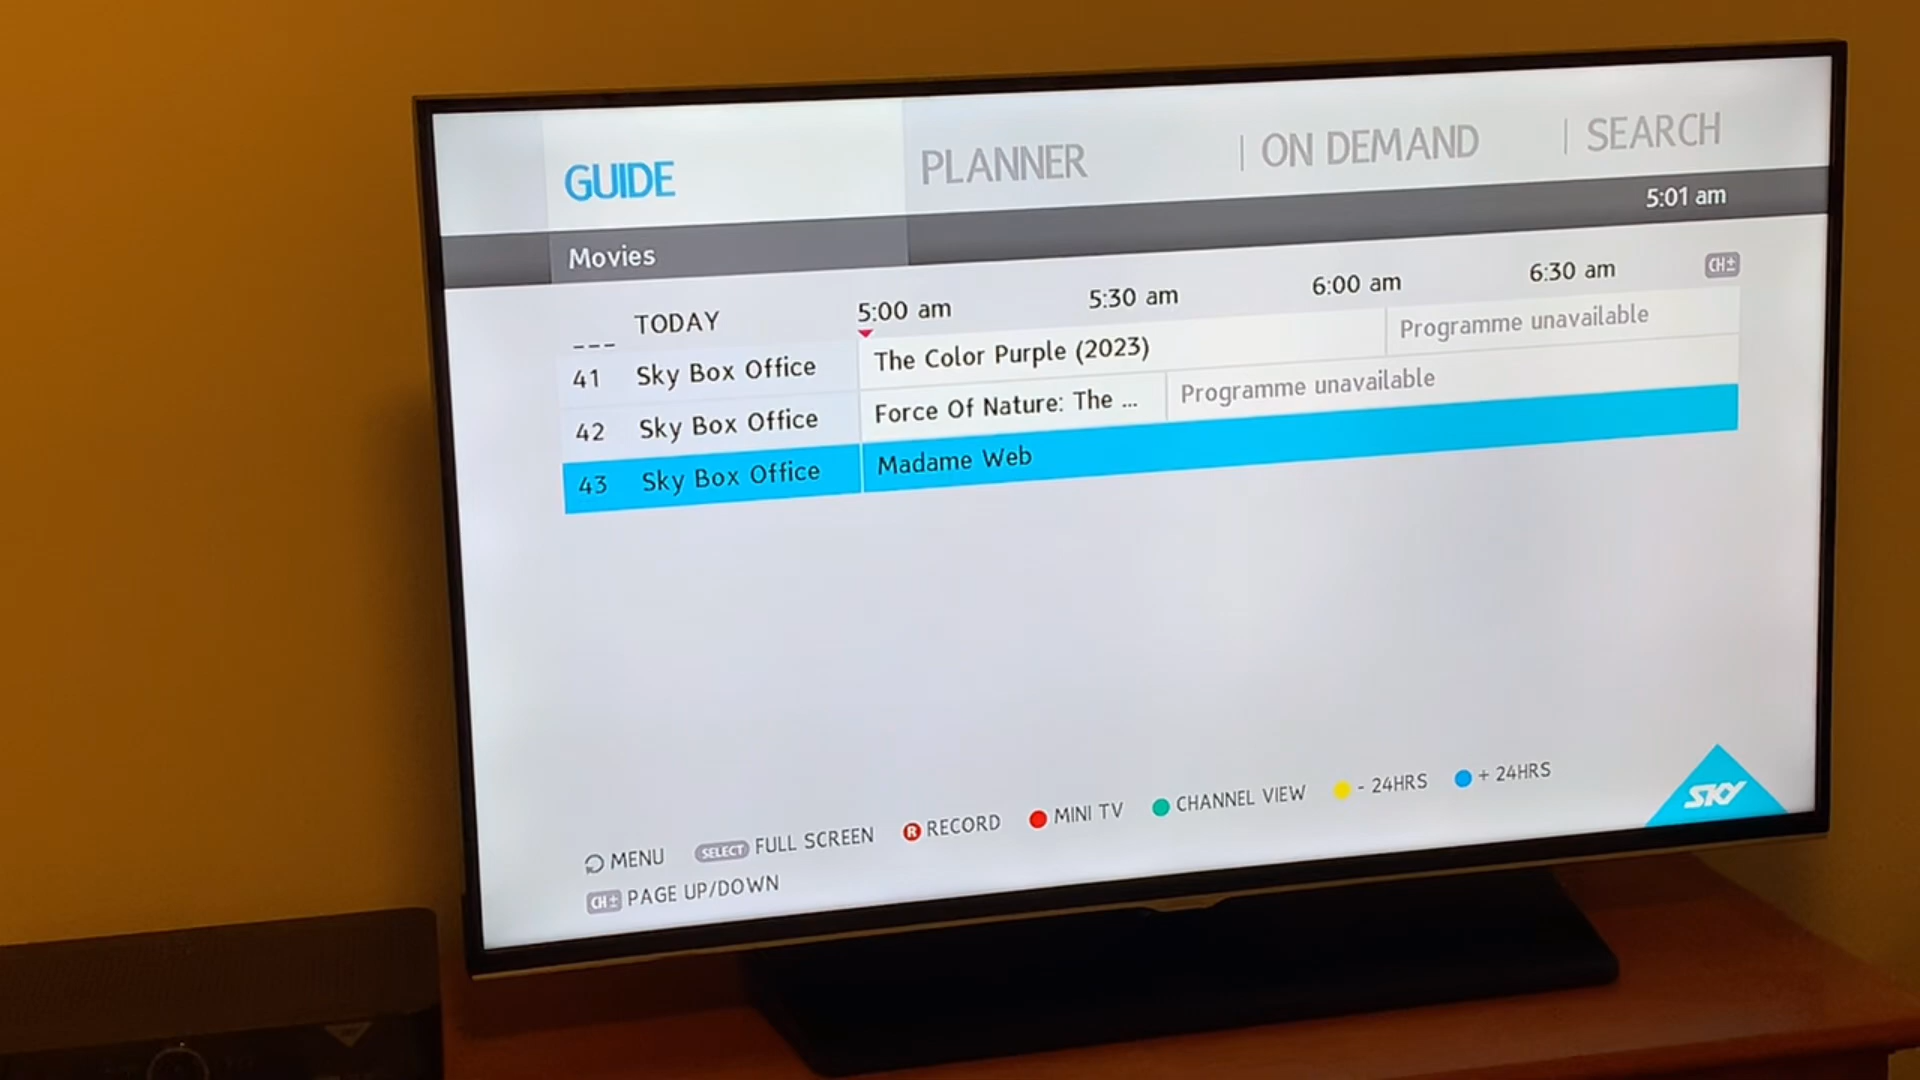 GUIDE PLANNER | ON DEMAND | SEARCH
5:01 am
Movies
--- TODAY 5:00 am 5:30 am 6:00 am 6:30 am CH±
41 Sky Box Office The Color Purple (2023) Programme unavailable
42 Sky Box Office Force Of Nature: The ... Programme unavailable
43 Sky Box Office Madame Web
MENU SELECT FULL SCREEN R RECORD MINI TV CHANNEL VIEW - 24HRS + 24HRS
CH± PAGE UP/DOWN
SKY